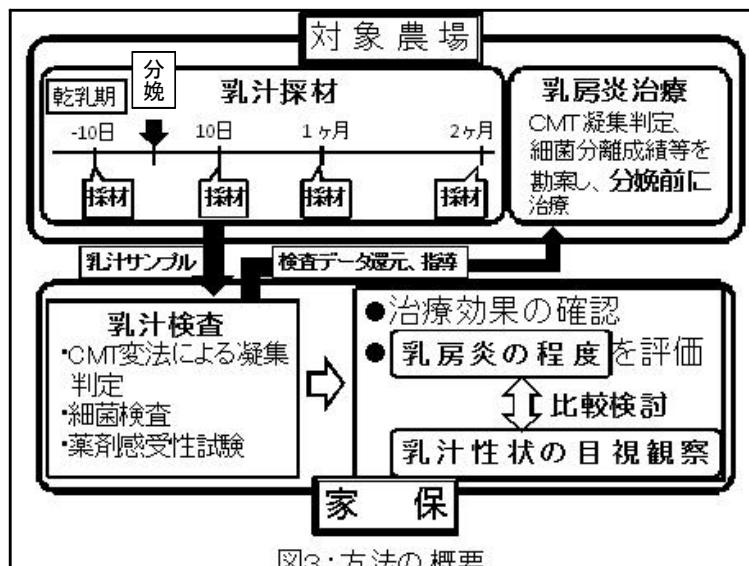 対象農場
分娩
乾乳期
乳汁採材
-10日
10日
1ヶ月
2ヶ月
採材
採材
採材
採材
乳房炎治療
CMT凝集判定、
細菌分離成績等を
勘案し、分娩前に
治療
乳汁サンプル
検査データ還元、指導
乳汁検査
・CMT変法による凝集
判定
・細菌検査
・薬剤感受性試験
●治療効果の確認
●乳房炎の程度を評価
比較検討
乳汁性状の目視観察
家 保
図3:方法の概要